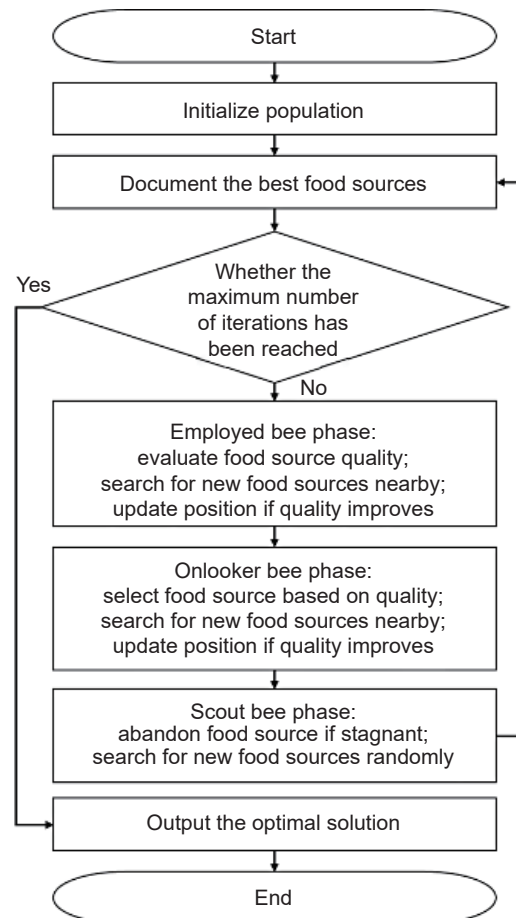 Start
Initialize population
Document the best food sources
Whether the
maximum number
of iterations has
been reached
Yes
No
Employed bee phase:
evaluate food source quality;
search for new food sources nearby;
update position if quality improves
Onlooker bee phase:
select food source based on quality;
search for new food sources nearby;
update position if quality improves
Scout bee phase:
abandon food source if stagnant;
search for new food sources randomly
Output the optimal solution
End